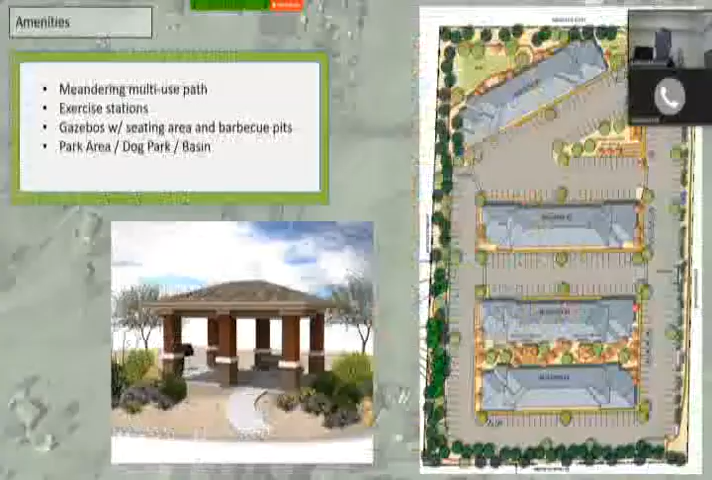 Amenities
• Meandering multi-use path
• Exercise stations
• Gazebos w/ seating area and barbecue pits
• Park Area / Dog Park / Basin